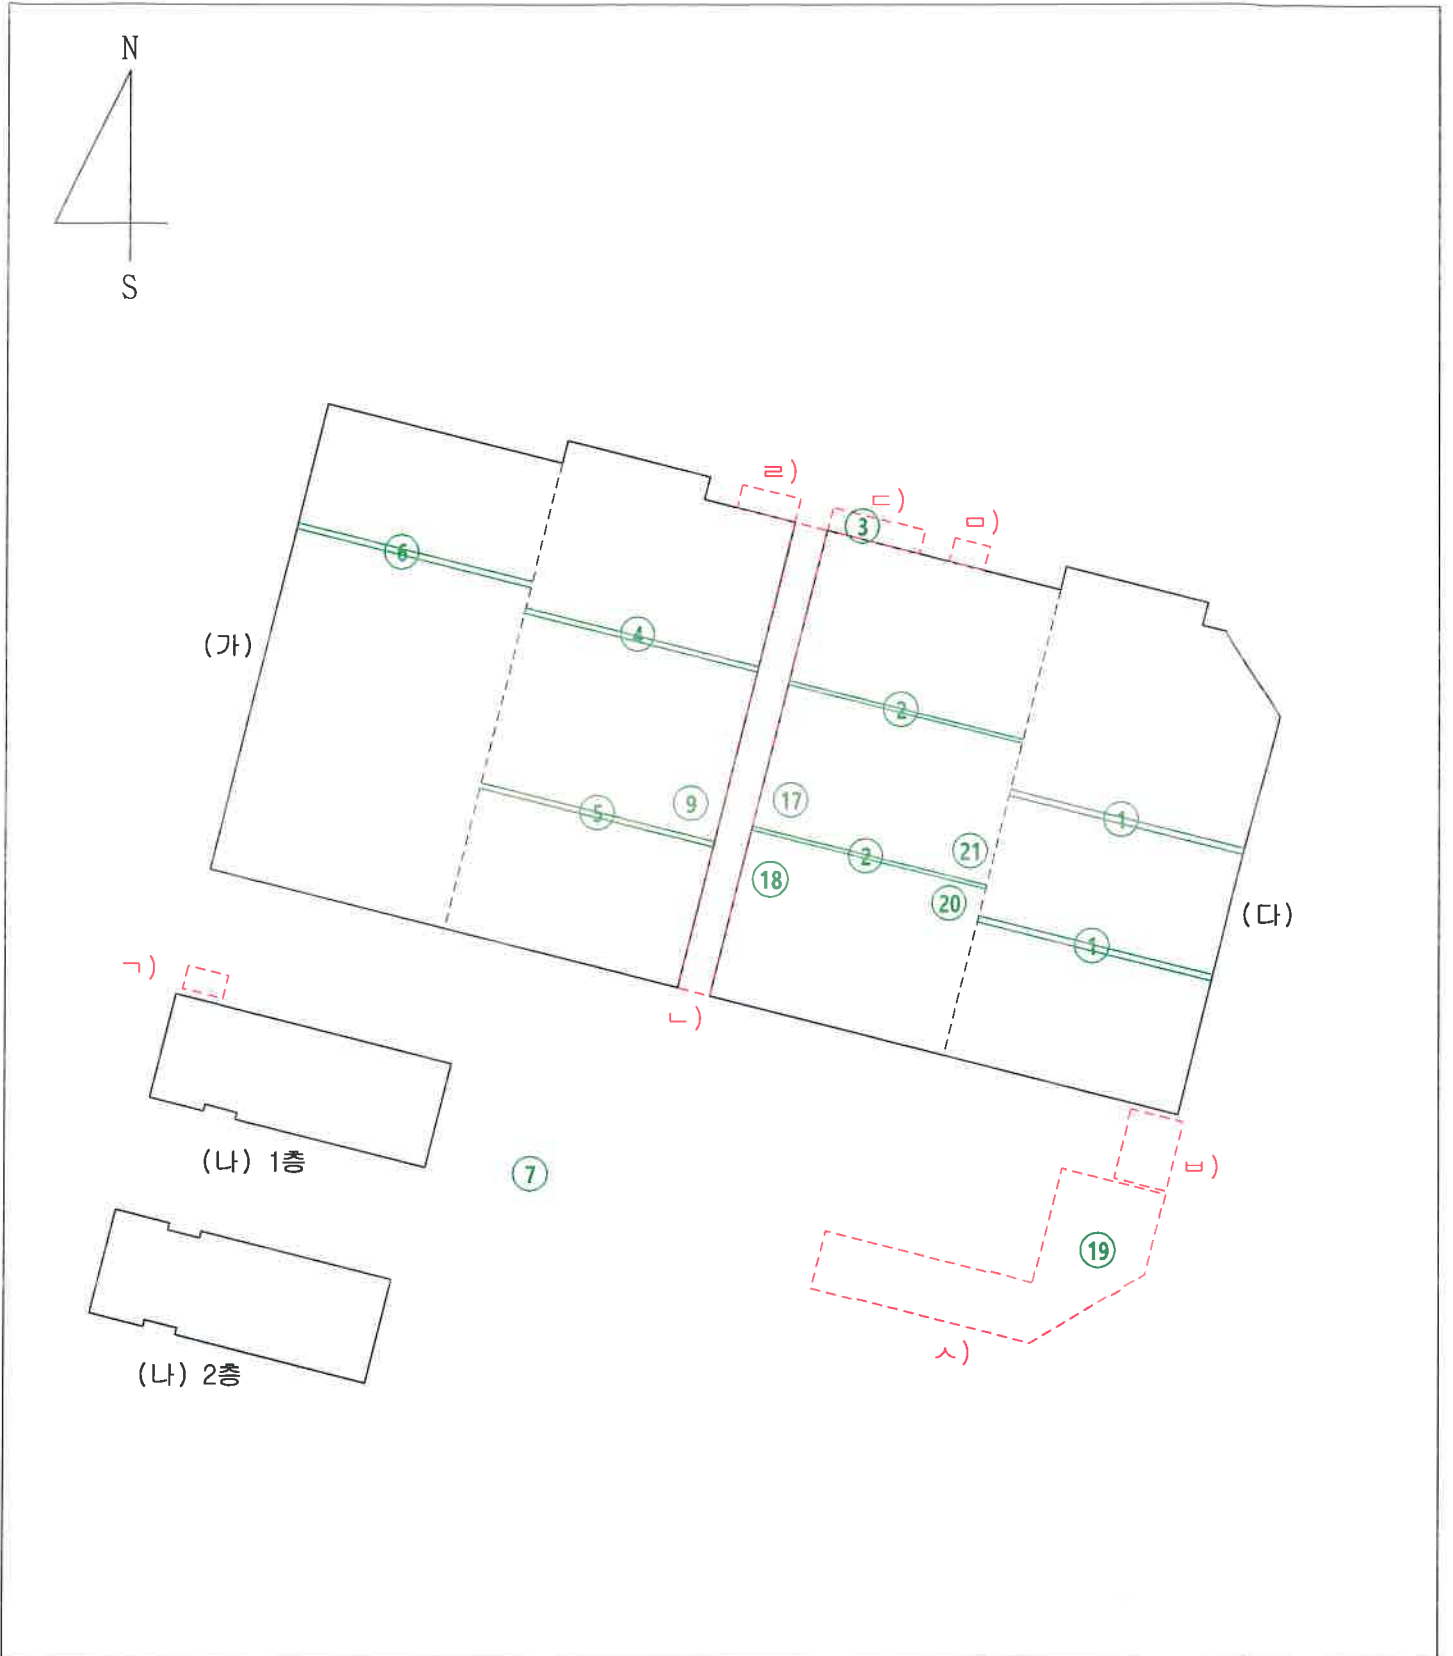 N
S
ㄹ)
ㄷ)
③
ㅁ)
⑥
④
(가)
②
⑨
⑰
⑤
①
②
㉑
⑱
⑳
(다)
①
ㄱ)
ㄴ)
(나) 1층
⑦
ㅂ)
⑲
ㅅ)
(나) 2층